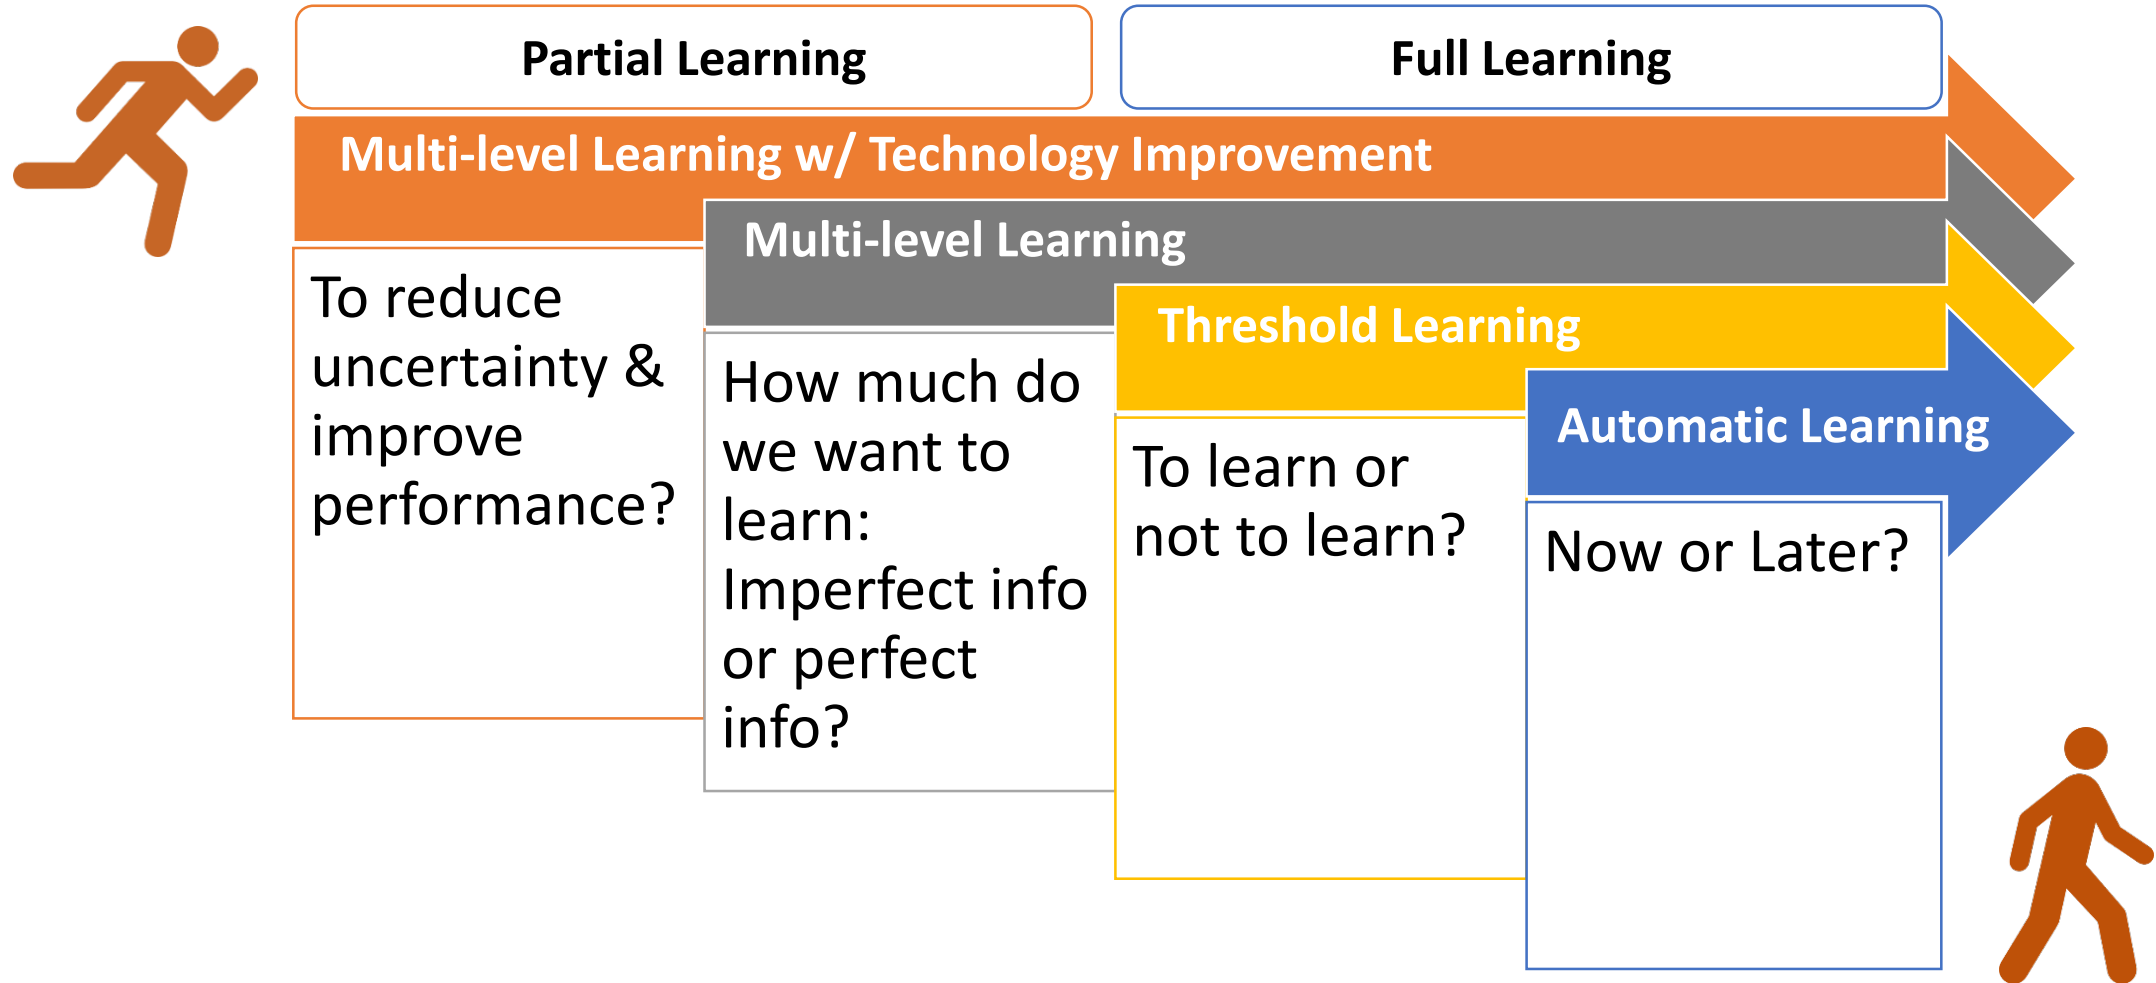 Partial Learning
Full Learning
Multi-level Learning w/ Technology Improvement
To reduce
uncertainty &
improve
performance?
Multi-level Learning
How much do
we want to
learn:
Imperfect info
or perfect
info?
Threshold Learning
To learn or
not to learn?
Automatic Learning
Now or Later?